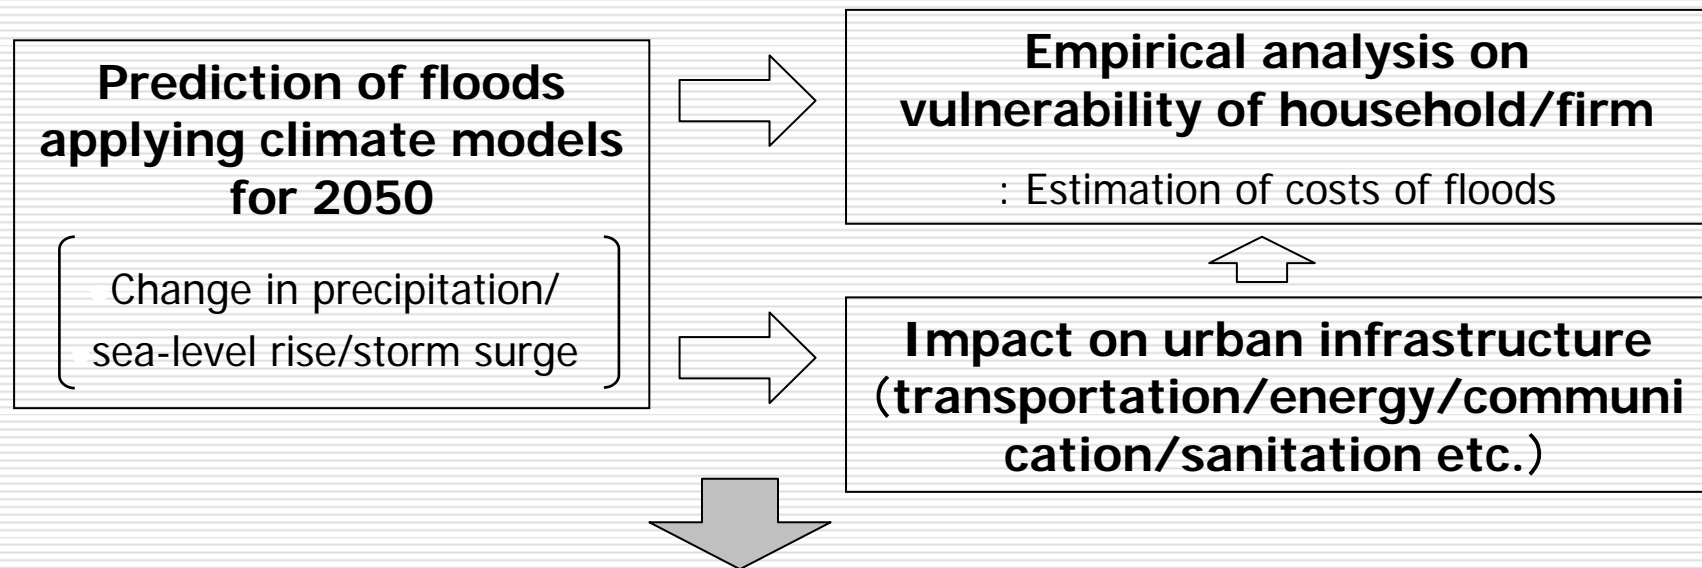 Prediction of floods
applying climate models
for 2050
Change in precipitation/
sea-level rise/storm surge
Empirical analysis on
vulnerability of household/firm
: Estimation of costs of floods
Impact on urban infrastructure
（transportation/energy/communi
cation/sanitation etc.）